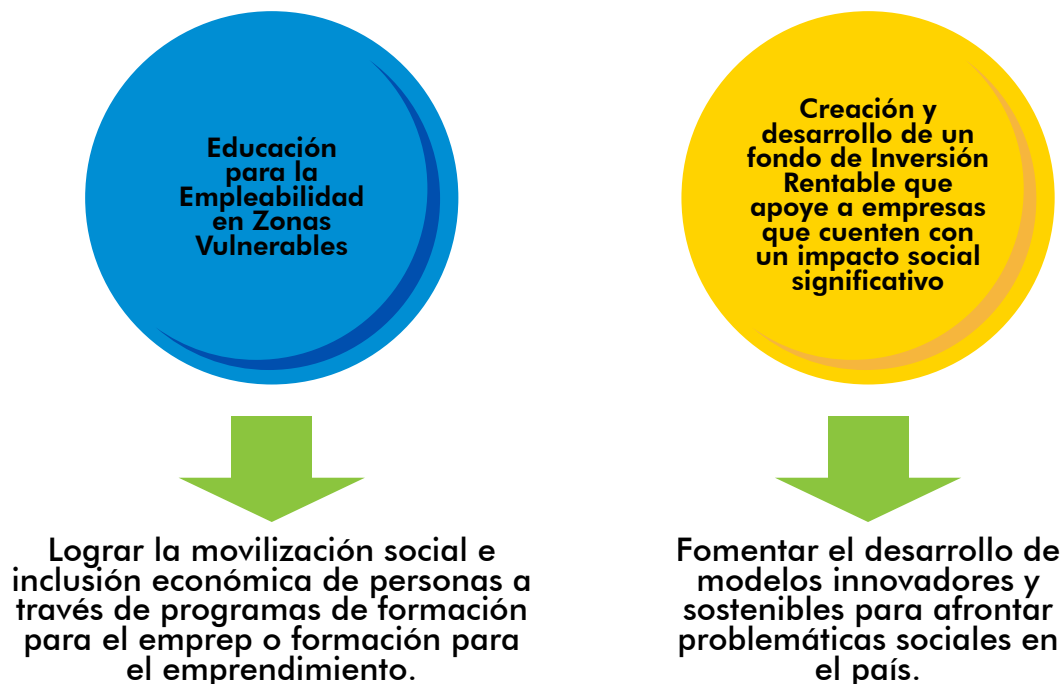 Educación
para la
Empleabilidad
en Zonas
Vulnerables
Creación y
desarrollo de un
fondo de Inversión
Rentable que
apoye a empresas
que cuenten con
un impacto social
significativo
Lograr la movilización social e
inclusión económica de personas a
través de programas de formación
para el emprep o formación para
el emprendimiento.
Fomentar el desarrollo de
modelos innovadores y
sostenibles para afrontar
problemáticas sociales en
el país.